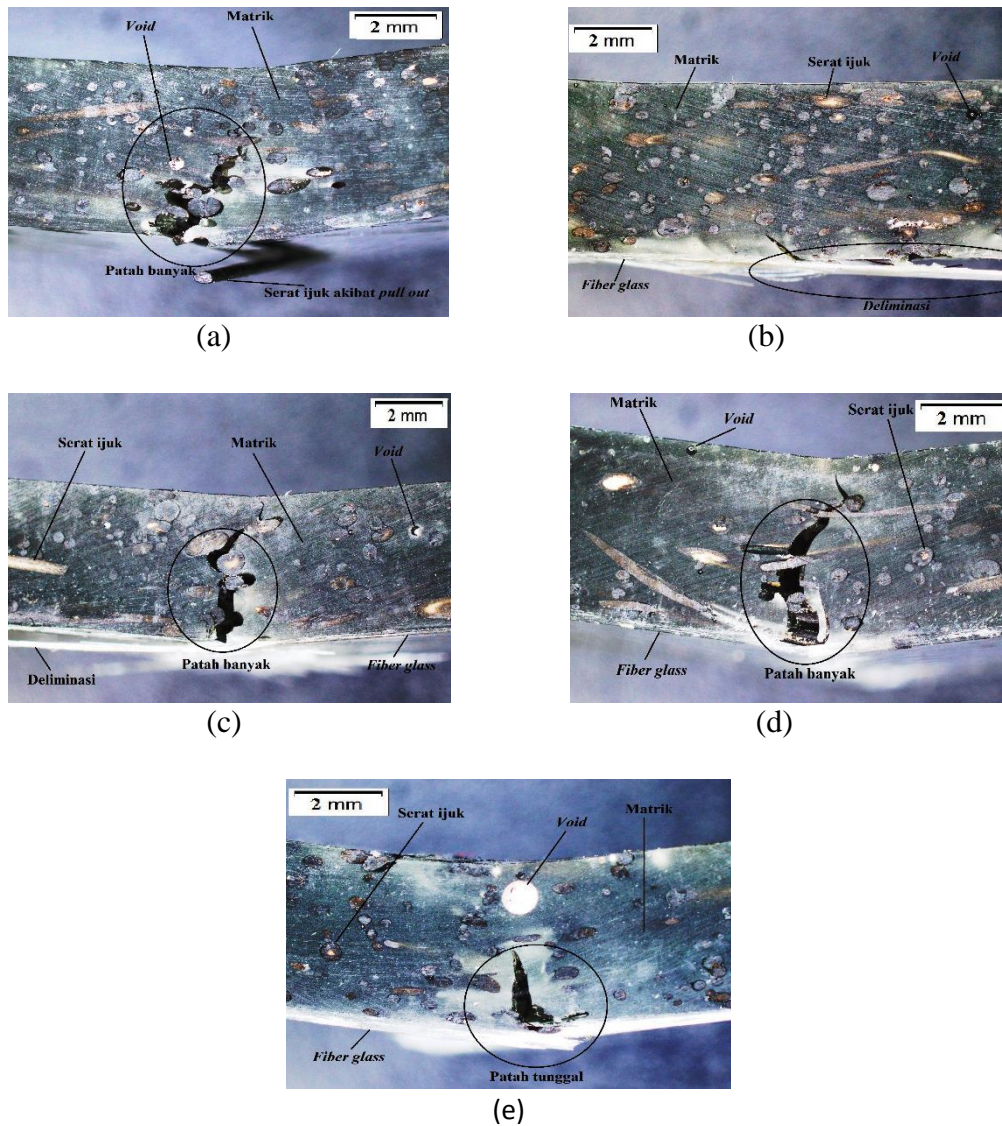 Void
Matrik
2 mm
Patah banyak
Serat ijuk akibat pull out
(a)
2 mm
Matrik
Serat ijuk
Void
Fiber glass
Deliminasi
(b)
2 mm
Serat ijuk
Matrik
Void
Patah banyak
Fiber glass
Deliminasi
(c)
Matrik
Void
2 mm
Serat ijuk
Fiber glass
Patah banyak
(d)
2 mm
Serat ijuk
Void
Matrik
Fiber glass
Patah tunggal
(e)